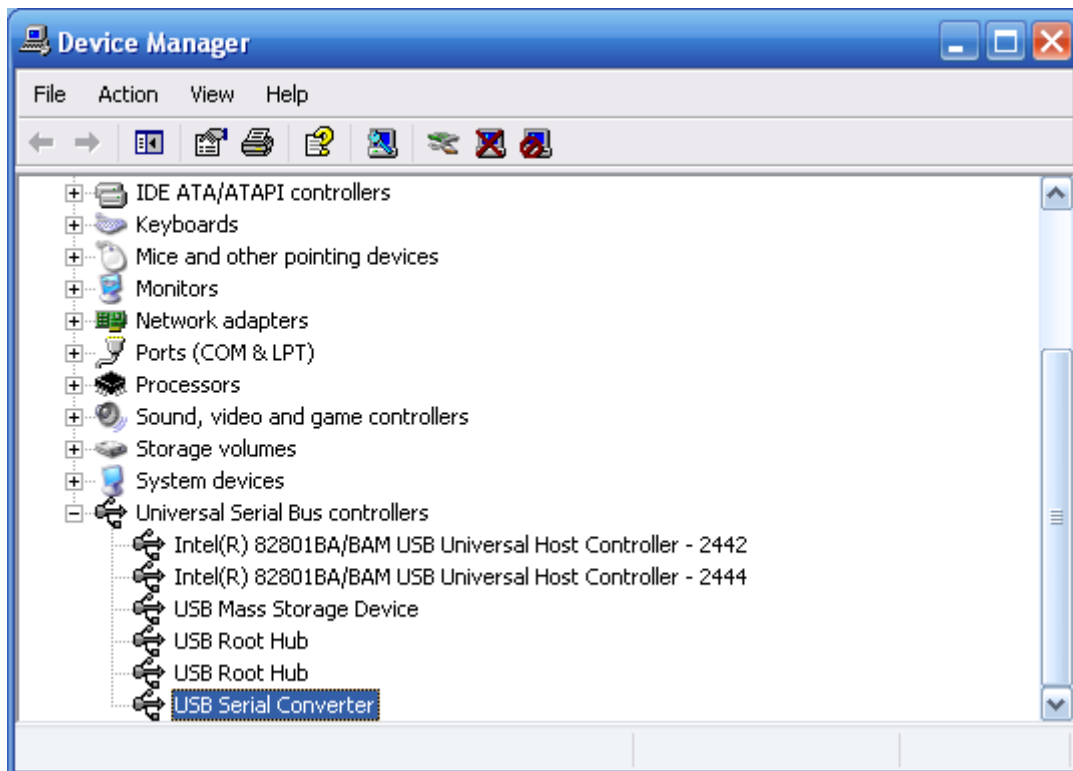 Device Manager
File Action View Help
IDE ATA/ATAPI controllers
Keyboards
Mice and other pointing devices
Monitors
Network adapters
Ports (COM & LPT)
Processors
Sound, video and game controllers
Storage volumes
System devices
Universal Serial Bus controllers
Intel(R) 82801BA/BAM USB Universal Host Controller - 2442
Intel(R) 82801BA/BAM USB Universal Host Controller - 2444
USB Mass Storage Device
USB Root Hub
USB Root Hub
USB Serial Converter